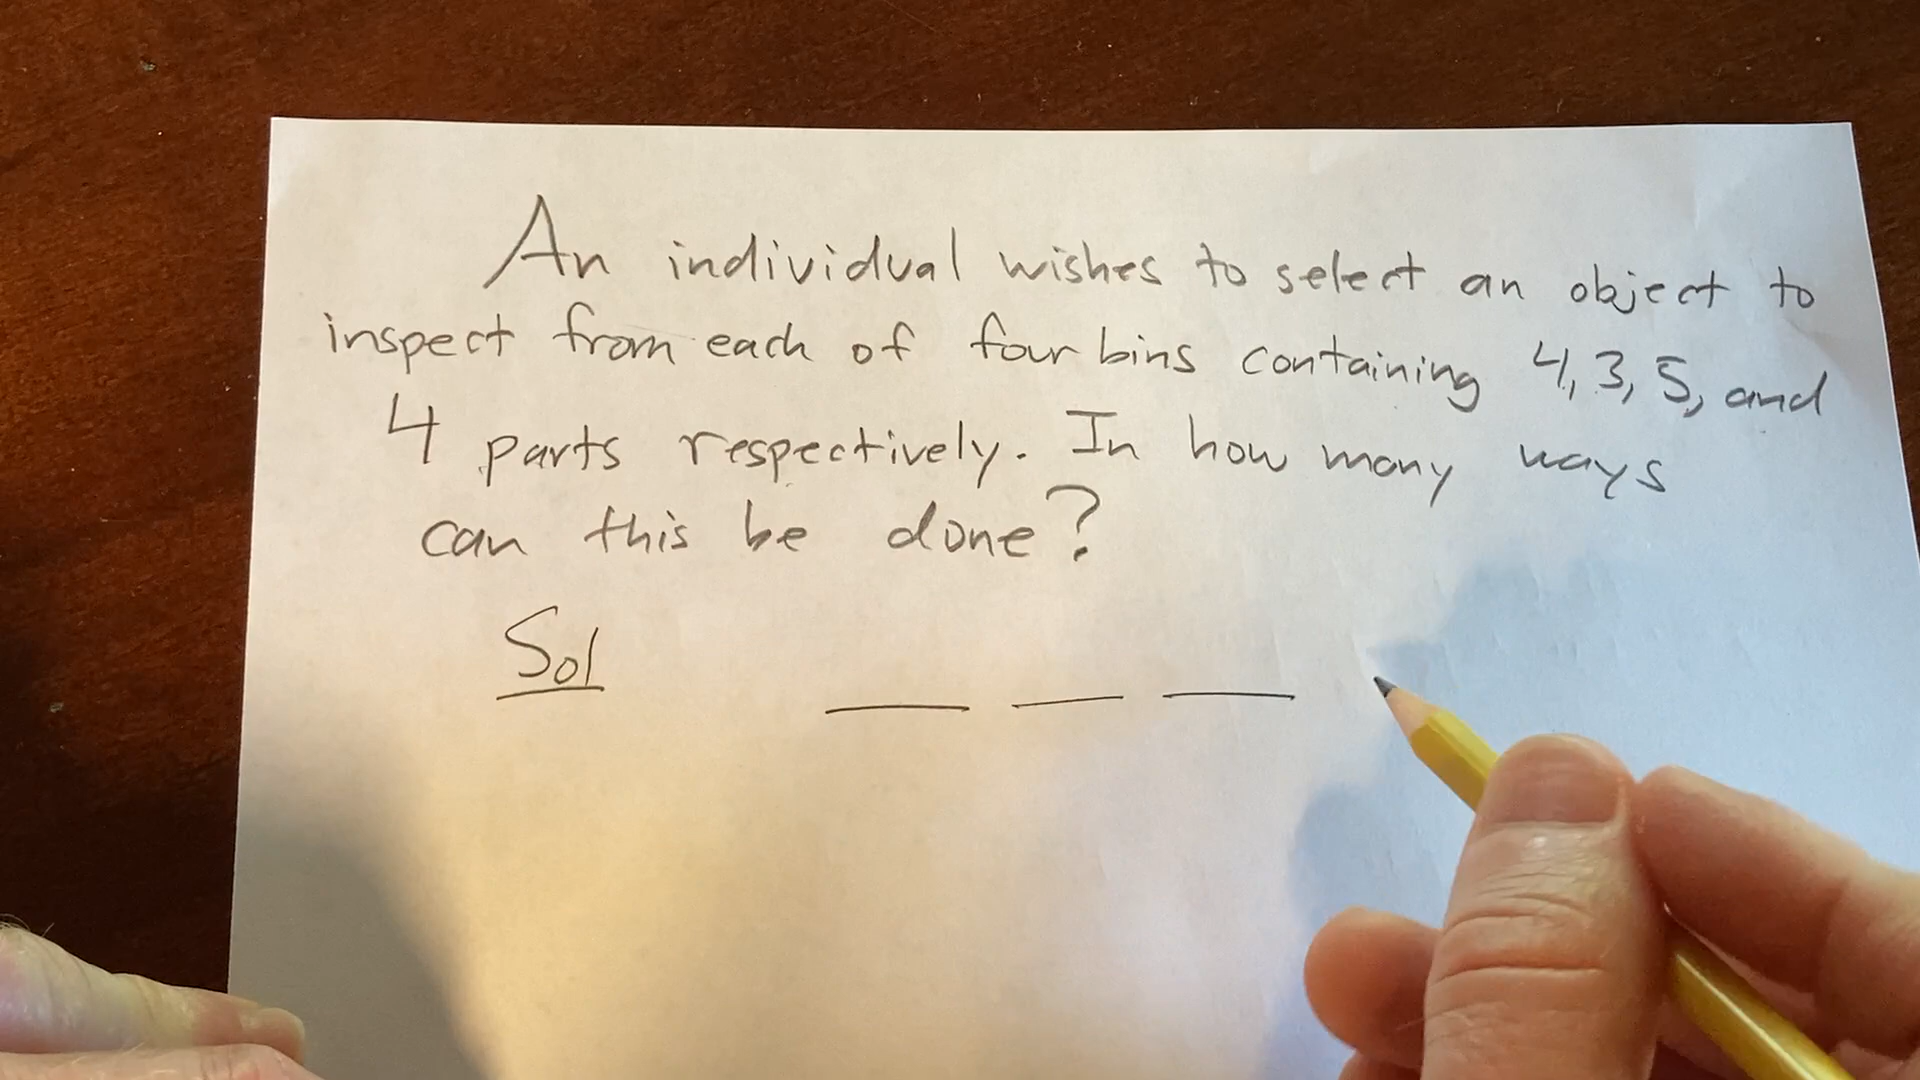 An individual wishes to select an object to
inspect from each of four bins containing 4, 3, 5, and
4 parts respectively. In how many ways
can this be done?
Sol